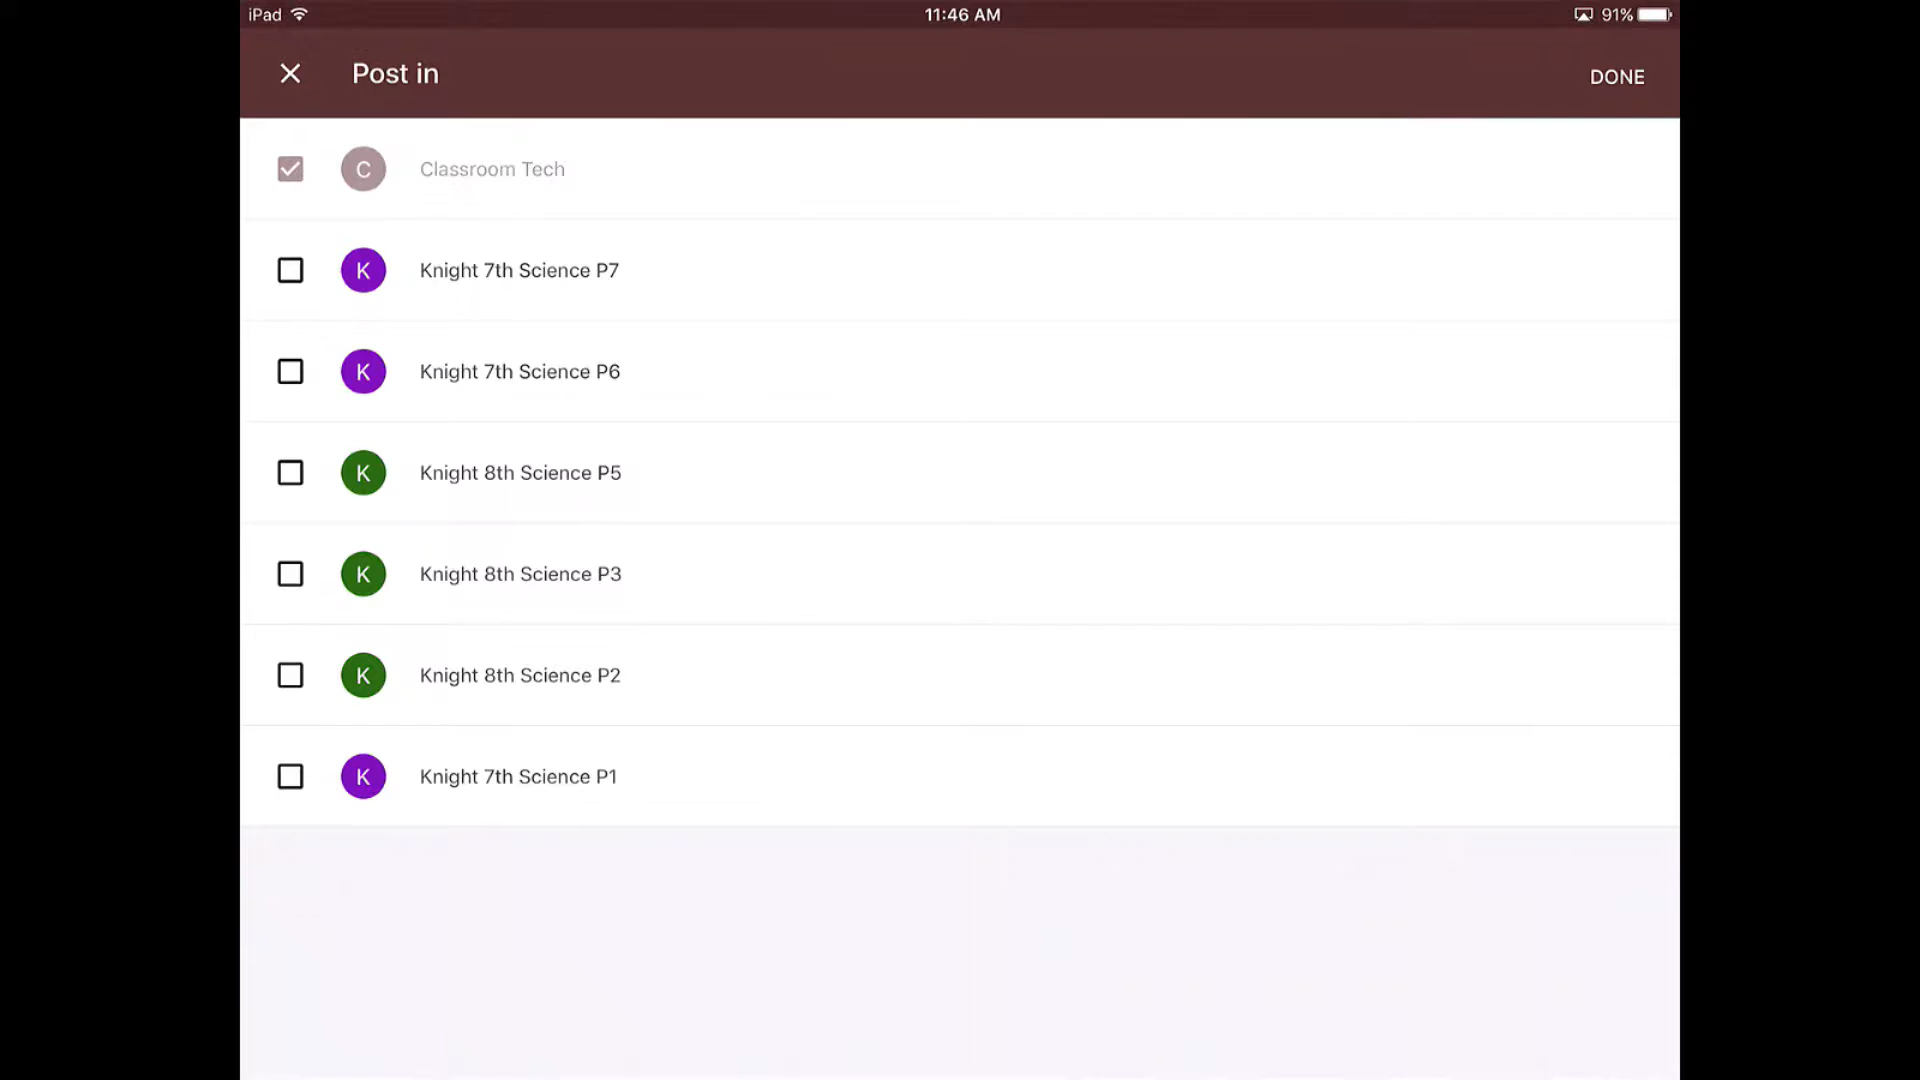 iPad 11:46 AM 91%
Post in DONE
C Classroom Tech
K Knight 7th Science P7
K Knight 7th Science P6
K Knight 8th Science P5
K Knight 8th Science P3
K Knight 8th Science P2
K Knight 7th Science P1